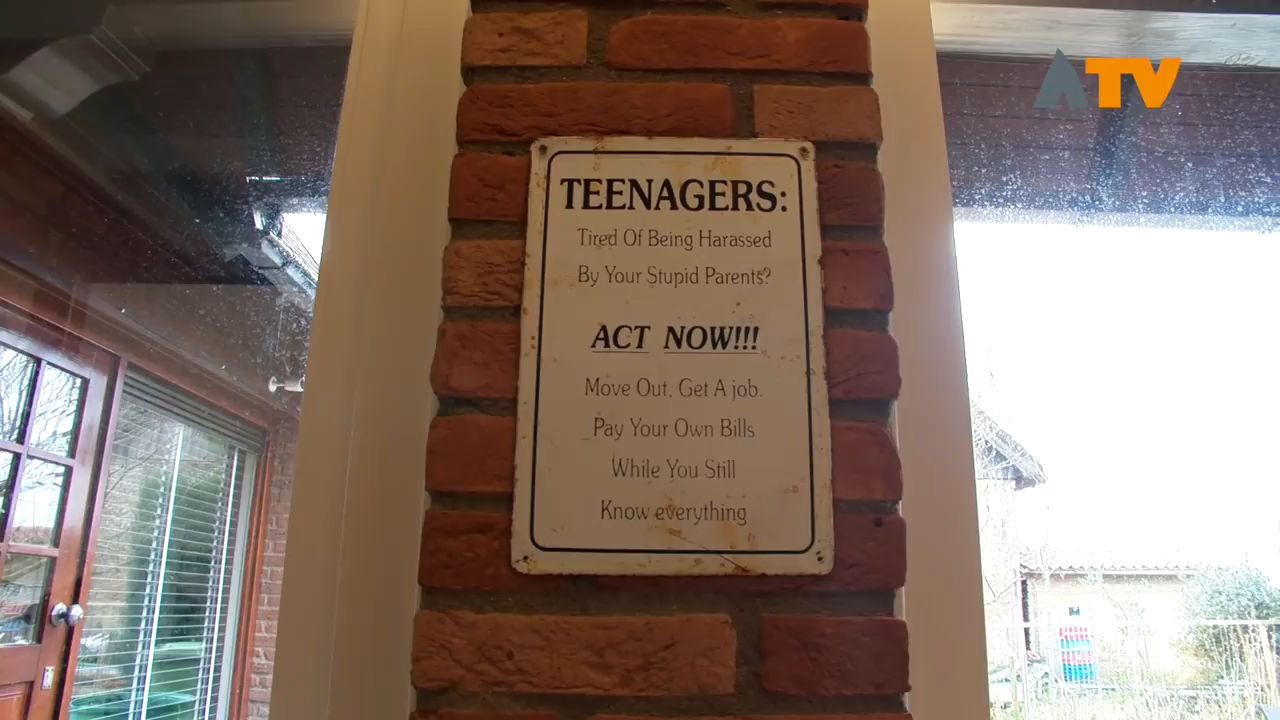 ATV
TEENAGERS:
Tired Of Being Harassed
By Your Stupid Parents?
ACT NOW!!!
Move Out, Get A job.
Pay Your Own Bills
While You Still
Know everything